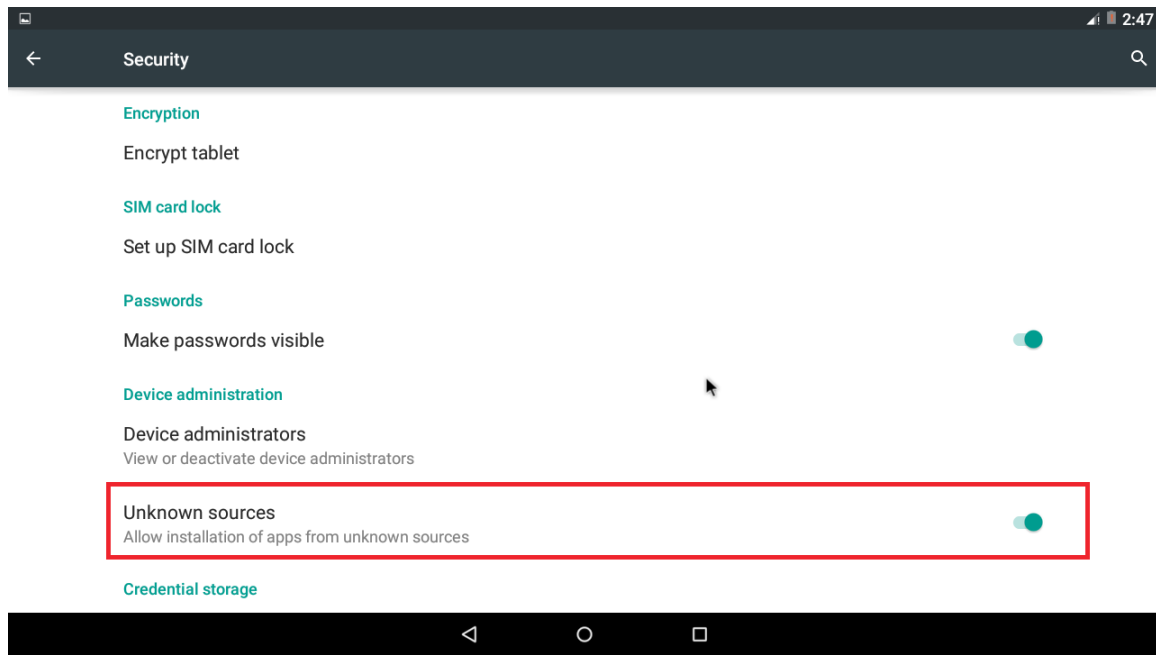 2:47
Security
Encryption
Encrypt tablet
SIM card lock
Set up SIM card lock
Passwords
Make passwords visible
Device administration
Device administrators
View or deactivate device administrators
Unknown sources
Allow installation of apps from unknown sources
Credential storage